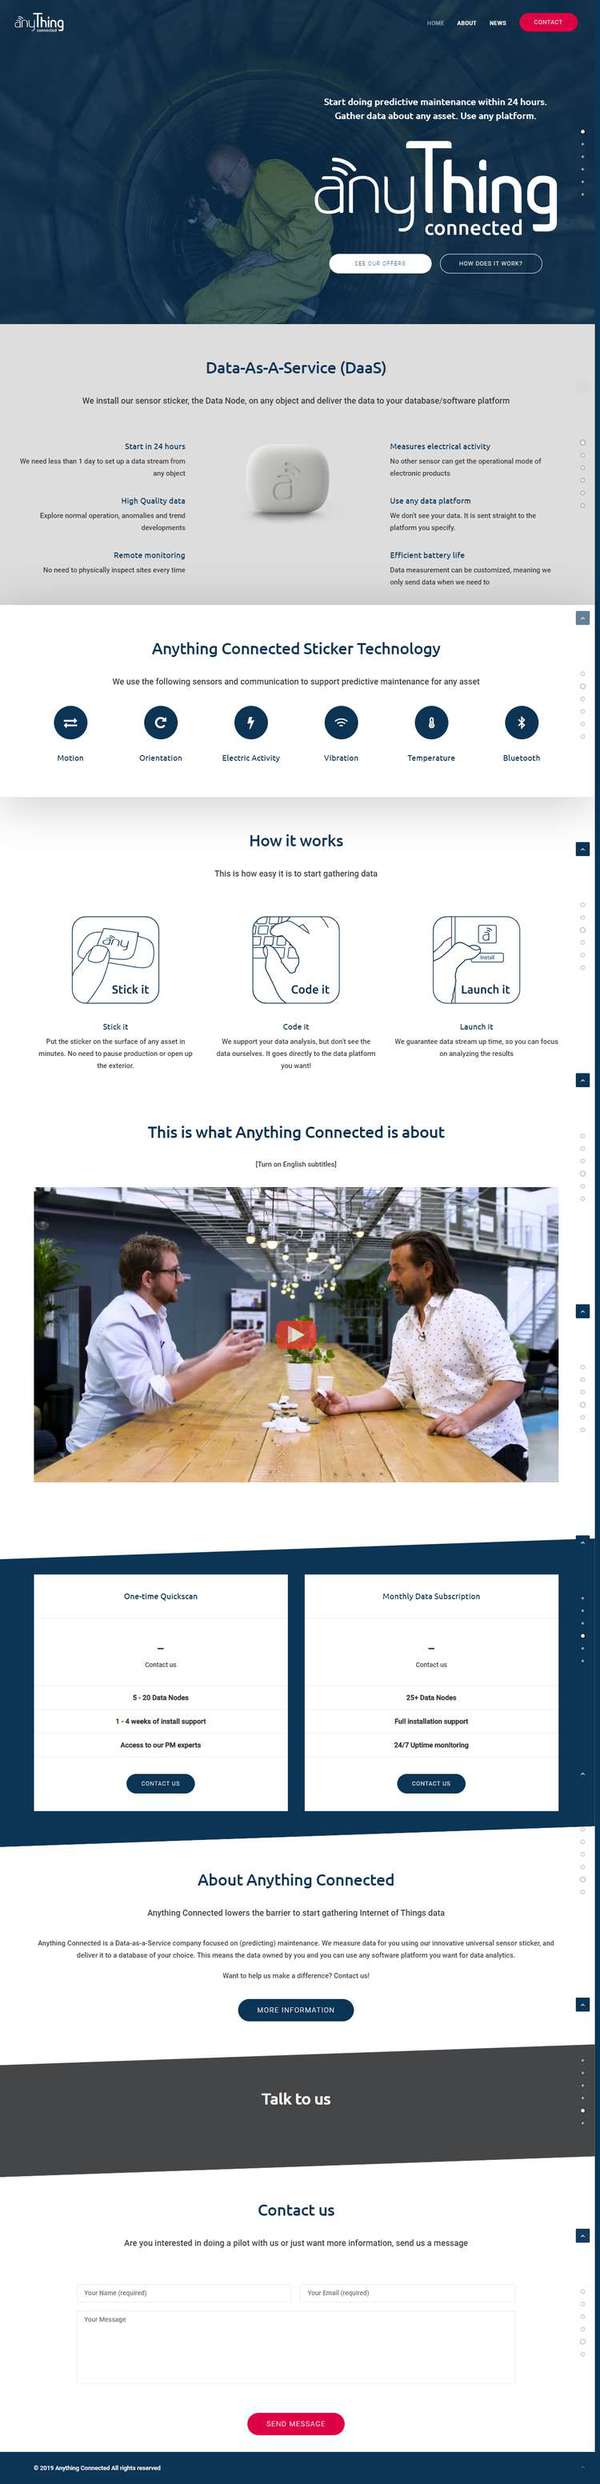 anyThing
connected
HOME
ABOUT
NEWS
CONTACT
Start doing predictive maintenance within 24 hours.
Gather data about any asset. Use any platform.
anyThing
connected
SEE OUR OFFERS
HOW DOES IT WORK?
Data-As-A-Service (DaaS)
We install our sensor sticker, the Data Node, on any object and deliver the data to your database/software platform
Start in 24 hours
We need less than 1 day to set up a data stream from
any object
High Quality data
Explore normal operation, anomalies and trend
developments
Remote monitoring
No need to physically inspect sites every time
a
Measures electrical activity
No other sensor can get the operational mode of
electronic products
Use any data platform
We don't see your data. It is sent straight to the
platform you specify.
Efficient battery life
Data measurement can be customized, meaning we
only send data when we need to
Anything Connected Sticker Technology
We use the following sensors and communication to support predictive maintenance for any asset
Motion
Orientation
Electric Activity
Vibration
Temperature
Bluetooth
How it works
This is how easy it is to start gathering data
any
Stick it
Code it
a
Install
Launch it
Stick it
Put the sticker on the surface of any asset in
minutes. No need to pause production or open up
the exterior.
Code it
We support your data analysis, but don't see the
data ourselves. It goes directly to the data platform
you want!
Launch it
We guarantee data stream up time, so you can focus
on analyzing the results
This is what Anything Connected is about
[Turn on English subtitles]
One-time Quickscan
–
Contact us
5 - 20 Data Nodes
1 - 4 weeks of install support
Access to our PM experts
CONTACT US
Monthly Data Subscription
–
Contact us
25+ Data Nodes
Full installation support
24/7 Uptime monitoring
CONTACT US
About Anything Connected
Anything Connected lowers the barrier to start gathering Internet of Things data
Anything Connected is a Data-as-a-Service company focused on (predicting) maintenance. We measure data for you using our innovative universal sensor sticker, and
deliver it to a database of your choice. This means the data owned by you and you can use any software platform you want for data analytics.
Want to help us make a difference? Contact us!
MORE INFORMATION
Talk to us
Contact us
Are you interested in doing a pilot with us or just want more information, send us a message
Your Name (required)
Your Email (required)
Your Message
SEND MESSAGE
© 2019 Anything Connected All rights reserved